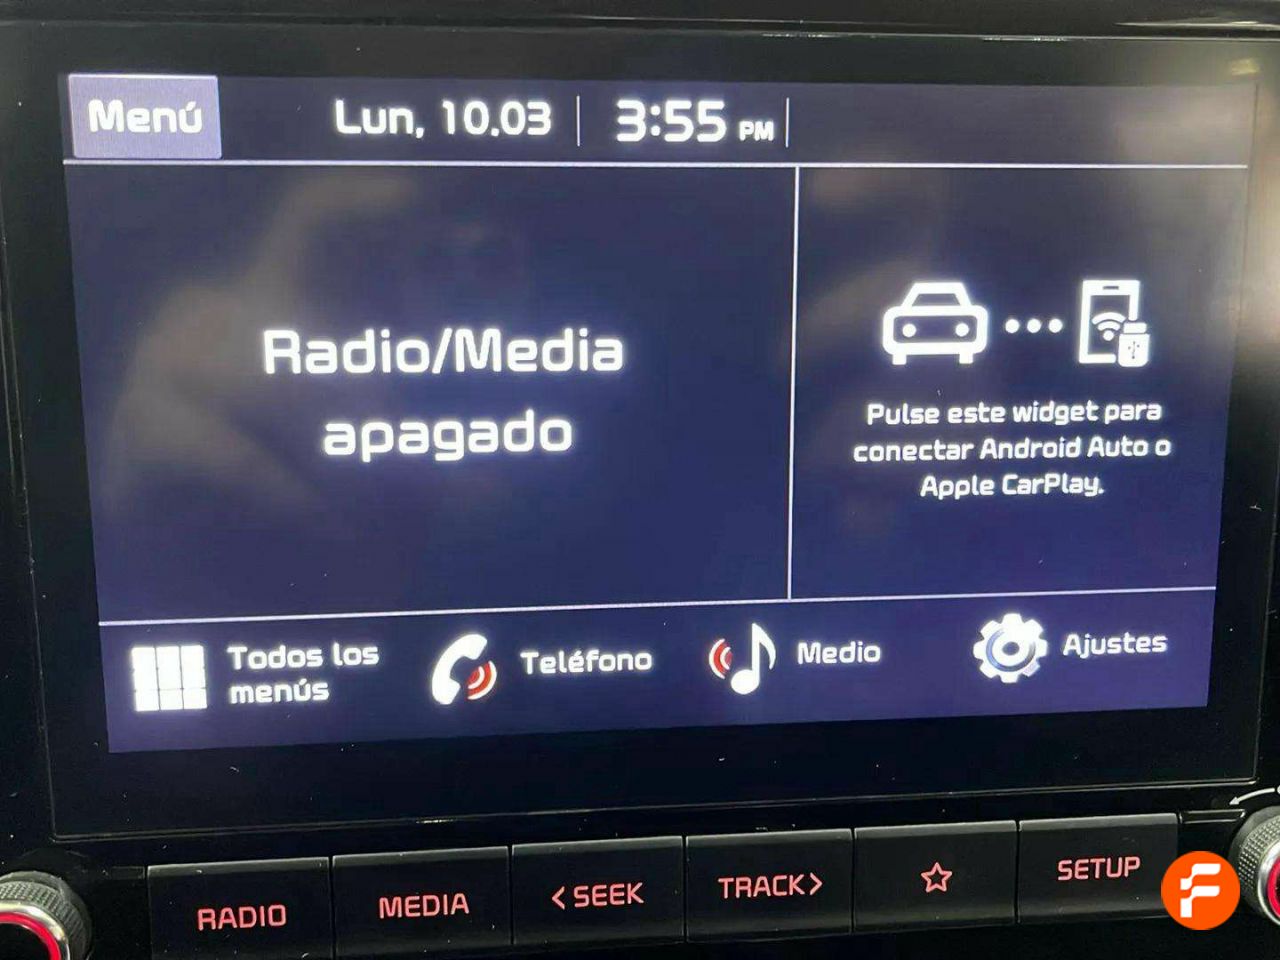 Menú
Lun, 10.03
3:55 PM
Radio/Media
apagado
Pulse este widget para
conectar Android Auto o
Apple CarPlay.
Todos los
menús
Teléfono
Medio
Ajustes
RADIO
MEDIA
<SEEK
TRACK>
SETUP